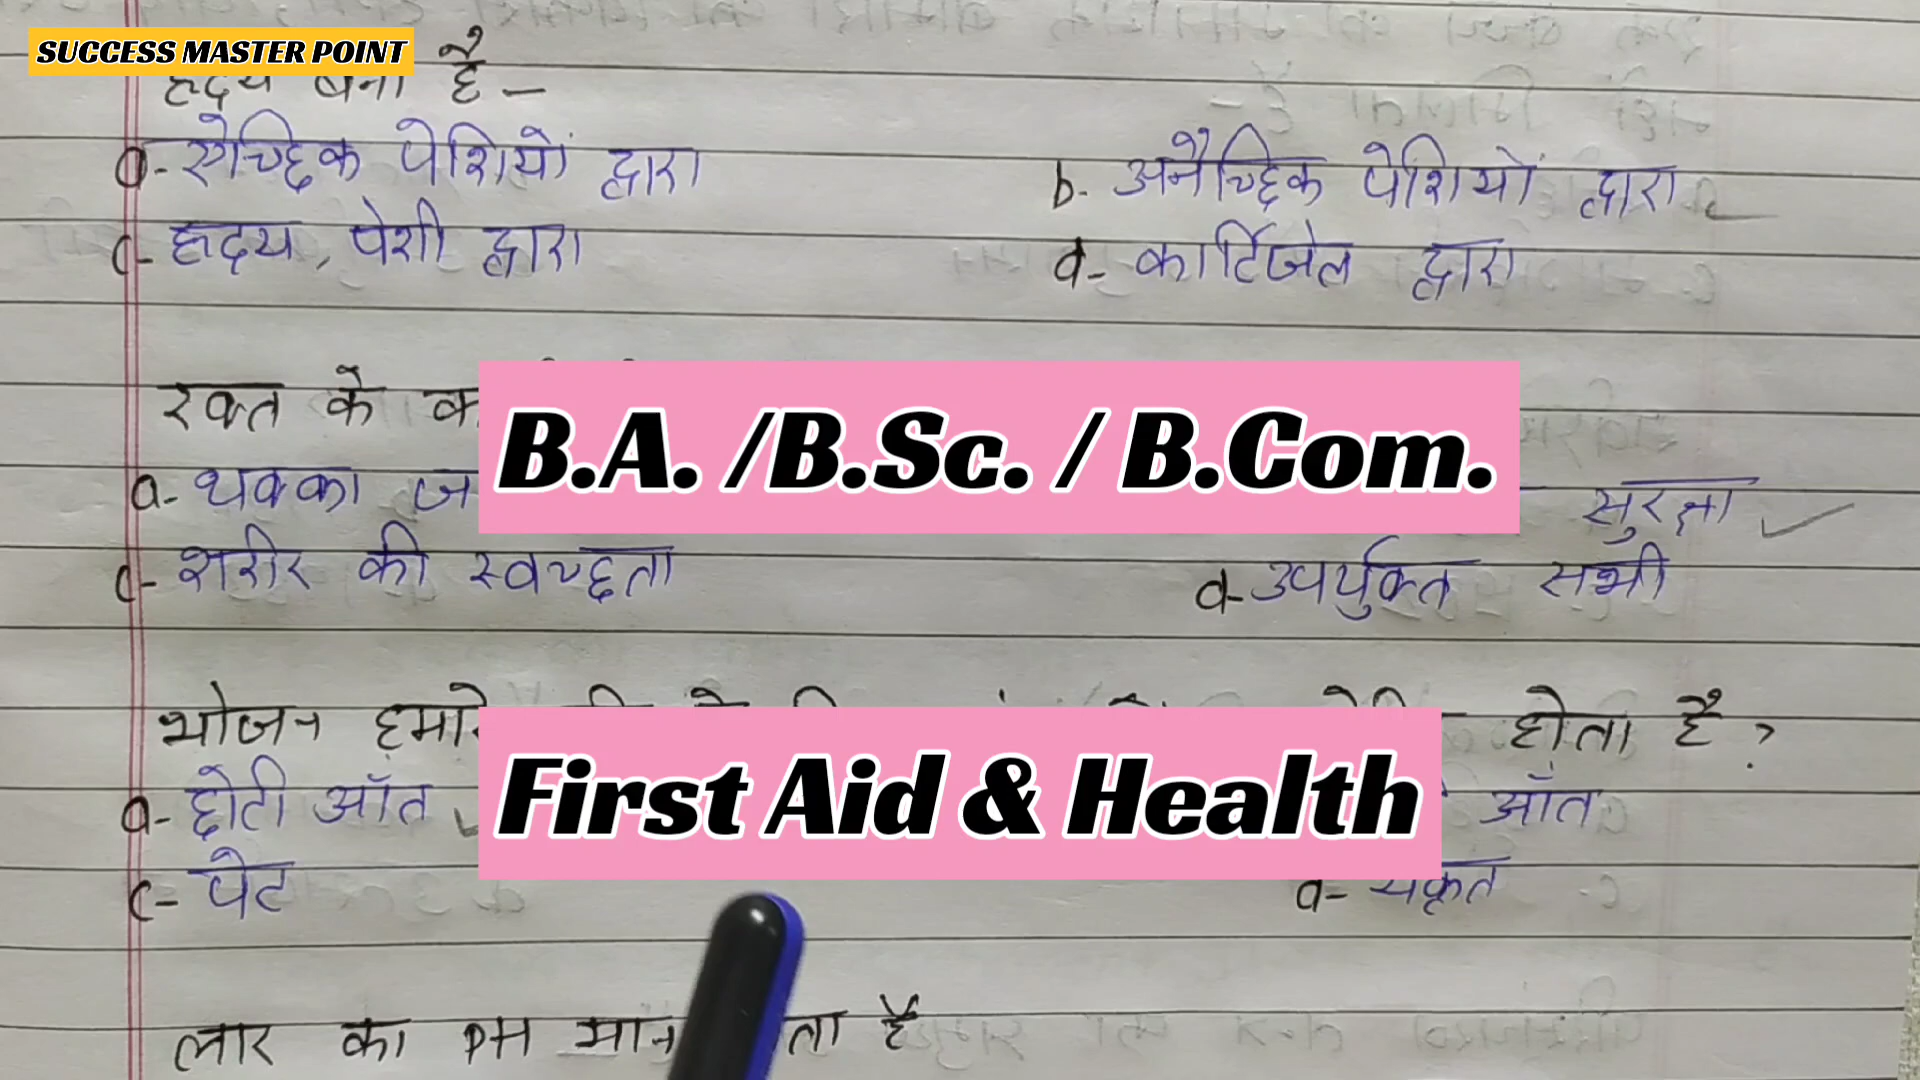 SUCCESS MASTER POINT
हृदय बना है –
a- ऐच्छिक पेशियों द्वारा b- अनैच्छिक पेशियों द्वारा
c- हृदय, पेशी द्वारा d- कार्टिजेल द्वारा
रक्त के
B.A. /B.Sc. / B.Com.
a- थक्का सुरक्षा
c- शरीर की स्वच्छता d- उपर्युक्त सभी
भोजन हमारे होता है ?
First Aid & Health
a- छोटी आँत आँत
c- पेट d- यकृत
लार का PH मान है